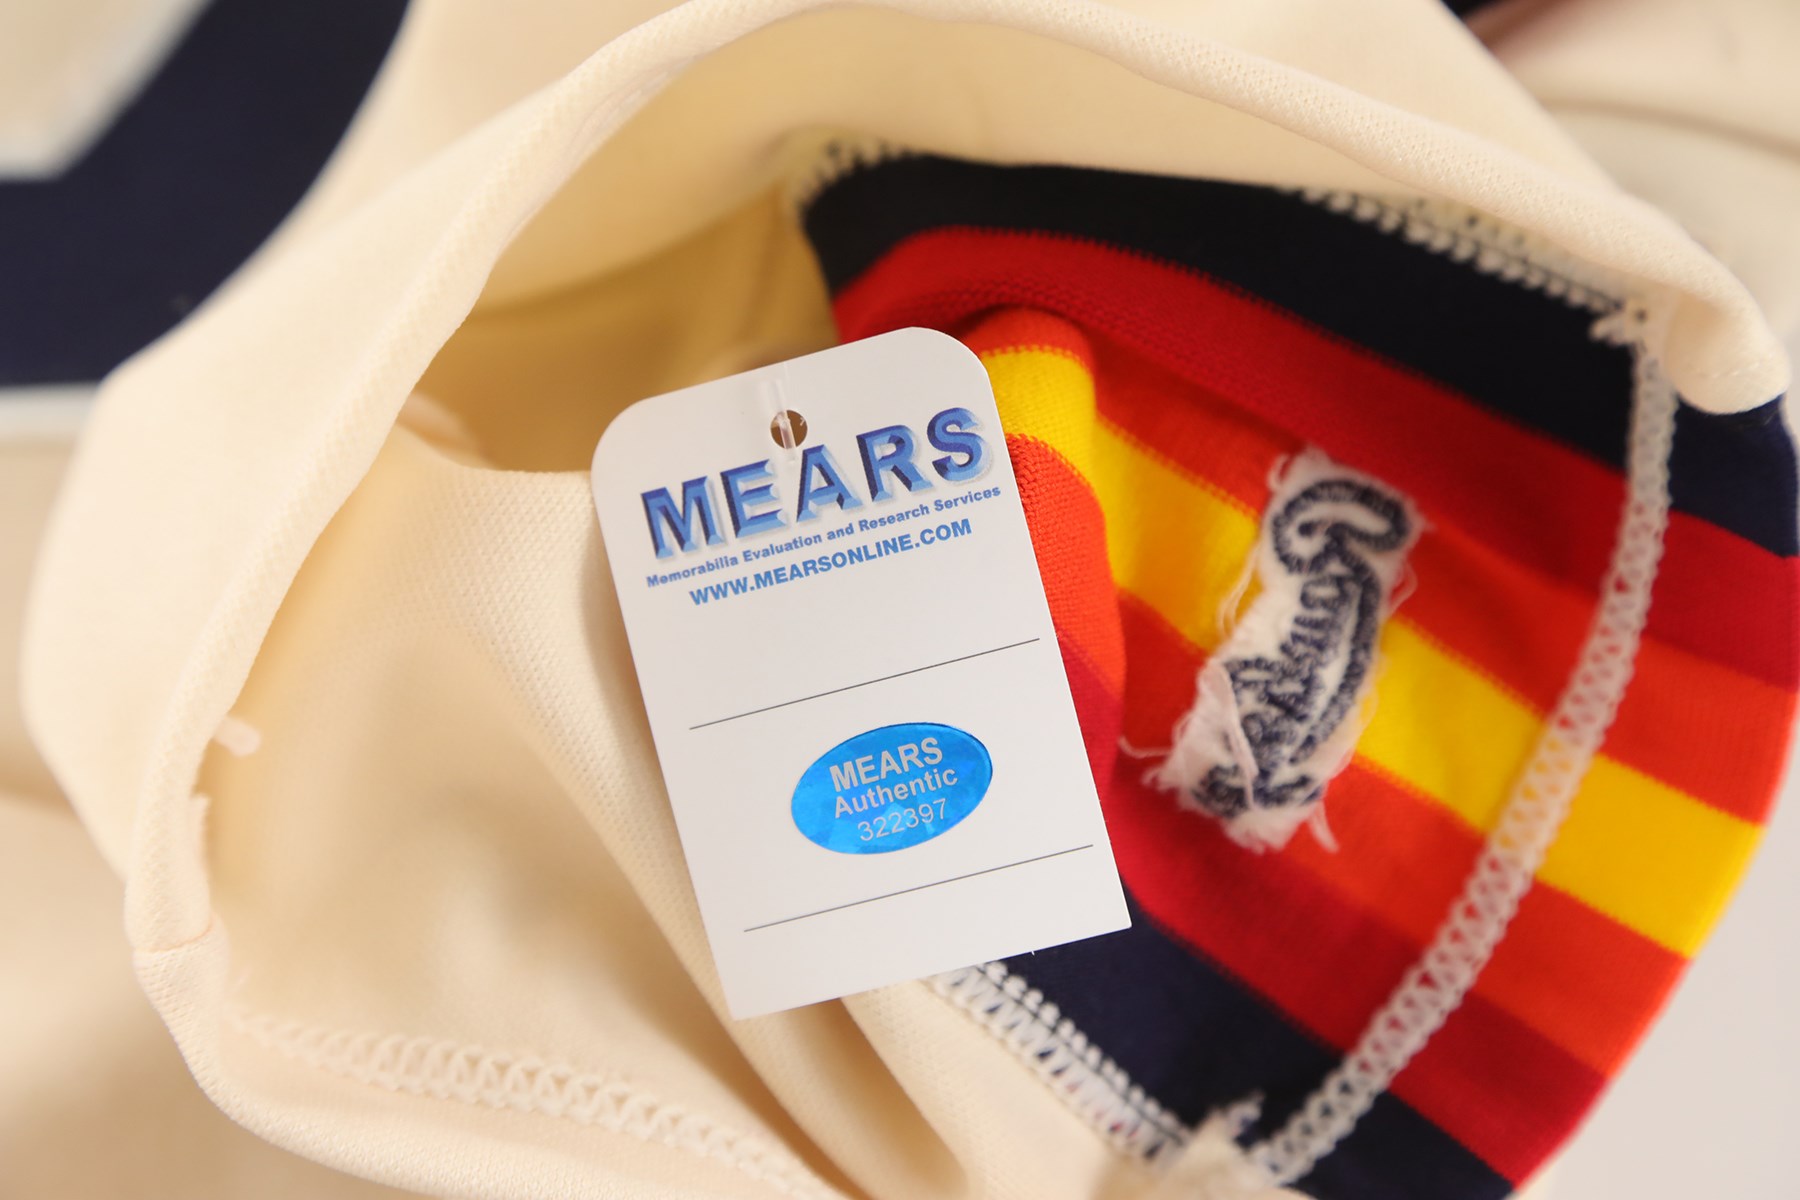 MEARS
Memorabilia Evaluation and Research Services
WWW.MEARSONLINE.COM
MEARS
Authentic
322397